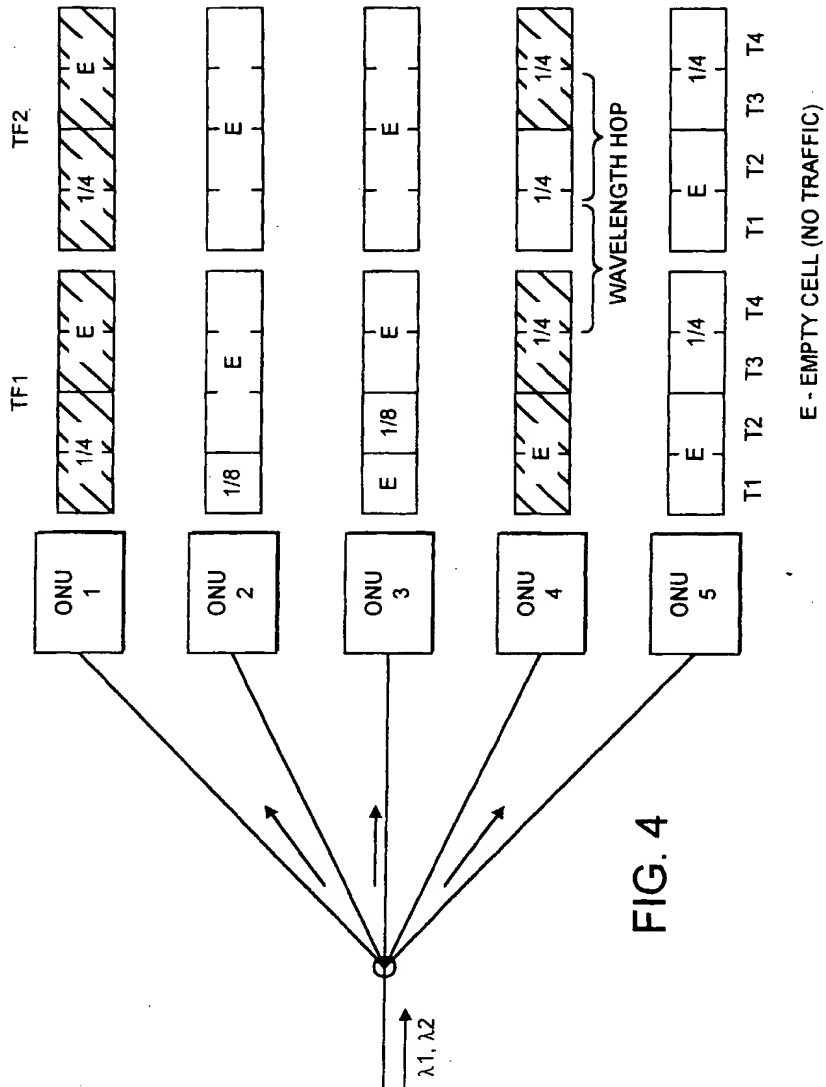 TF1
TF2
ONU
1
1/4
E
1/4
E
ONU
2
1/8
E
E
ONU
3
E
1/8
E
E
ONU
4
E
1/4
1/4
1/4
WAVELENGTH HOP
ONU
5
E
1/4
E
1/4
T1
T2
T3
T4
T1
T2
T3
T4
λ1, λ2
FIG. 4
E - EMPTY CELL (NO TRAFFIC)